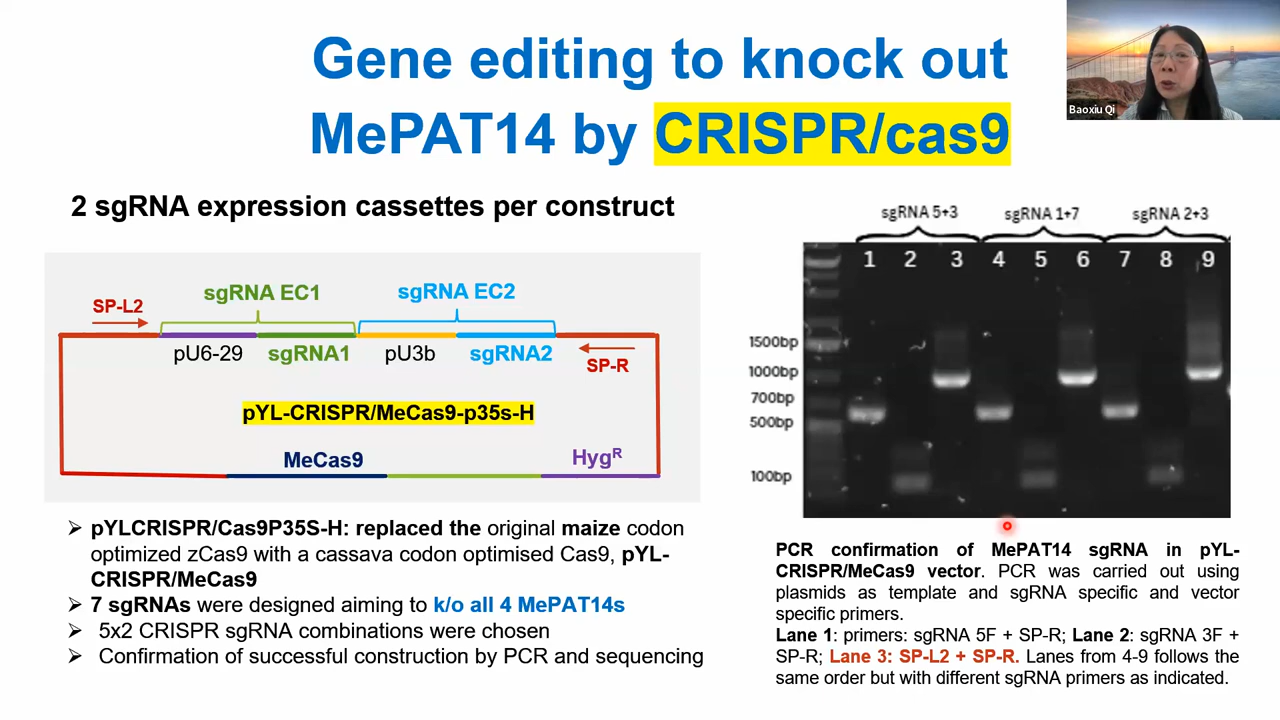 Gene editing to knock out
MePAT14 by CRISPR/cas9
Baoxiu Qi
2 sgRNA expression cassettes per construct
SP-L2
sgRNA EC1
sgRNA EC2
pU6-29
sgRNA1
pU3b
sgRNA2
SP-R
pYL-CRISPR/MeCas9-p35s-H
MeCas9
HygR
➢ pYLCRISPR/Cas9P35S-H: replaced the original maize codon
optimized zCas9 with a cassava codon optimised Cas9, pYL-
CRISPR/MeCas9
➢ 7 sgRNAs were designed aiming to k/o all 4 MePAT14s
➢ 5x2 CRISPR sgRNA combinations were chosen
➢ Confirmation of successful construction by PCR and sequencing
sgRNA 5+3
sgRNA 1+7
sgRNA 2+3
1 2 3 4 5 6 7 8 9
1500bp
1000bp
700bp
500bp
100bp
PCR confirmation of MePAT14 sgRNA in pYL-
CRISPR/MeCas9 vector. PCR was carried out using
plasmids as template and sgRNA specific and vector
specific primers.
Lane 1: primers: sgRNA 5F + SP-R; Lane 2: sgRNA 3F +
SP-R; Lane 3: SP-L2 + SP-R. Lanes from 4-9 follows the
same order but with different sgRNA primers as indicated.